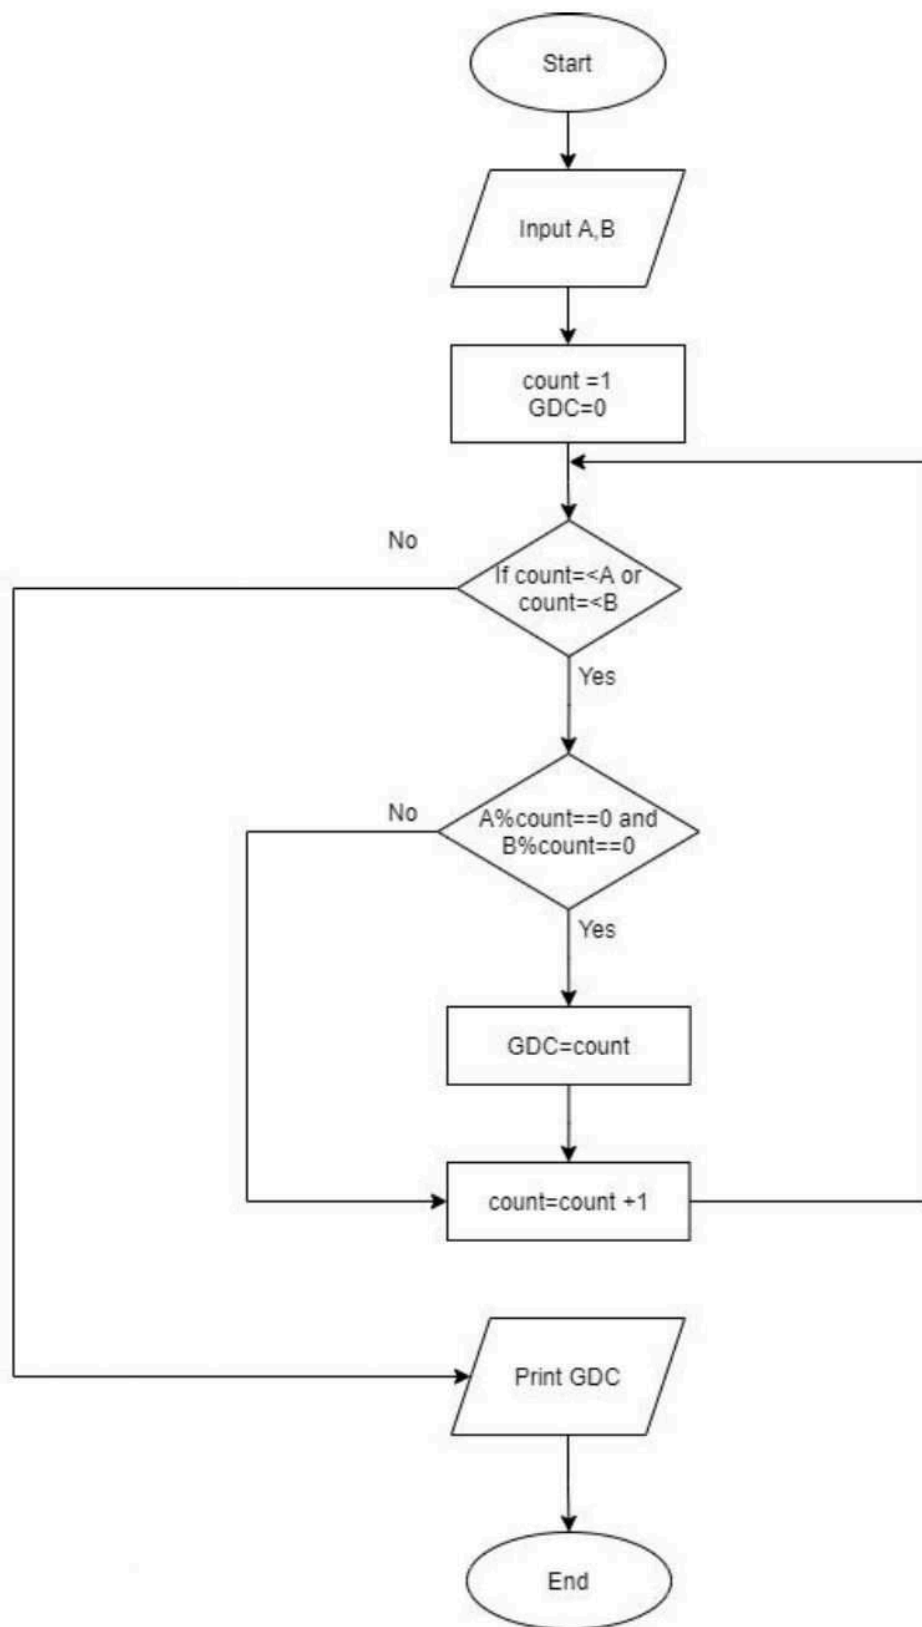 Start
Input A,B
count =1
GDC=0
No
If count=<A or
count=<B
Yes
No
A%count==0 and
B%count==0
Yes
GDC=count
count=count +1
Print GDC
End